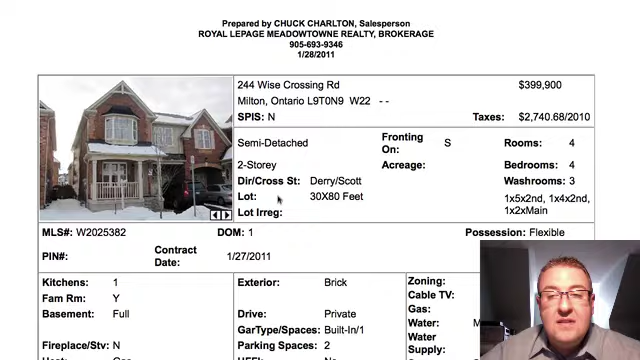 Prepared by CHUCK CHARLTON, Salesperson
ROYAL LEPAGE MEADOWTOWNE REALTY, BROKERAGE
905-693-9346
1/28/2011
244 Wise Crossing Rd $399,900
Milton, Ontario L9T0N9 W22 - -
SPIS: N Taxes: $2,740.68/2010
Semi-Detached Fronting On: S Rooms: 4
2-Storey Acreage: Bedrooms: 4
Dir/Cross St: Derry/Scott Washrooms: 3
Lot: 30X80 Feet 1x5x2nd, 1x4x2nd,
Lot Irreg: 1x2xMain
MLS#: W2025382 DOM: 1 Possession: Flexible
PIN#: Contract Date: 1/27/2011
Kitchens: 1 Exterior: Brick Zoning:
Fam Rm: Y Cable TV:
Basement: Full Drive: Private Gas:
GarType/Spaces: Built-In/1 Water:
Fireplace/Stv: N Parking Spaces: 2 Water Supply: